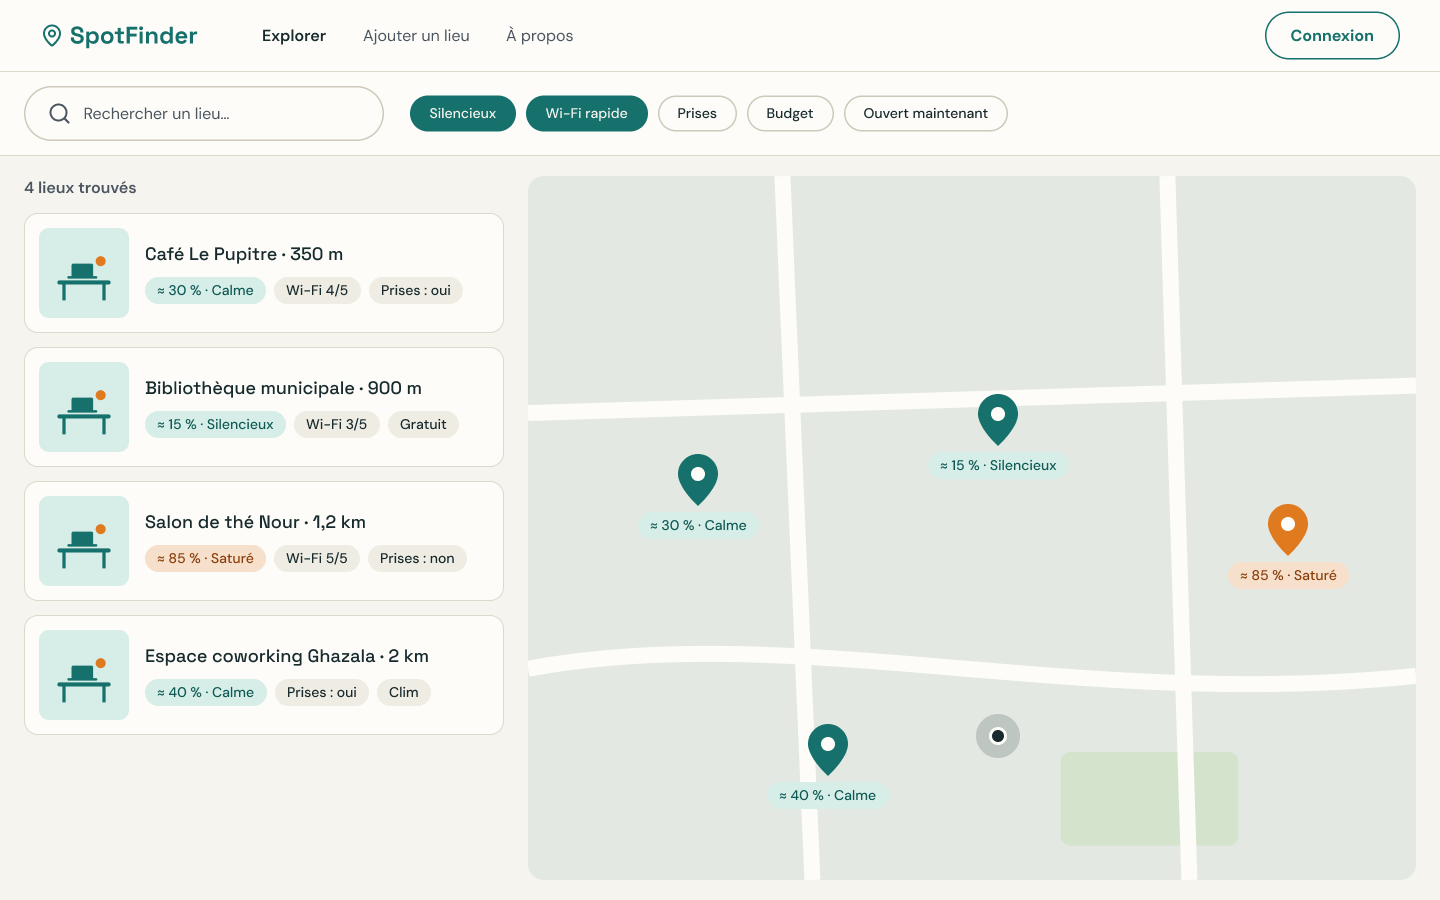 SpotFinder
Explorer
Ajouter un lieu
À propos
Connexion
Rechercher un lieu...
Silencieux
Wi-Fi rapide
Prises
Budget
Ouvert maintenant
4 lieux trouvés
Café Le Pupitre · 350 m
≈ 30 % · Calme
Wi-Fi 4/5
Prises : oui
Bibliothèque municipale · 900 m
≈ 15 % · Silencieux
Wi-Fi 3/5
Gratuit
Salon de thé Nour · 1,2 km
≈ 85 % · Saturé
Wi-Fi 5/5
Prises : non
Espace coworking Ghazala · 2 km
≈ 40 % · Calme
Prises : oui
Clim
≈ 15 % · Silencieux
≈ 30 % · Calme
≈ 85 % · Saturé
≈ 40 % · Calme